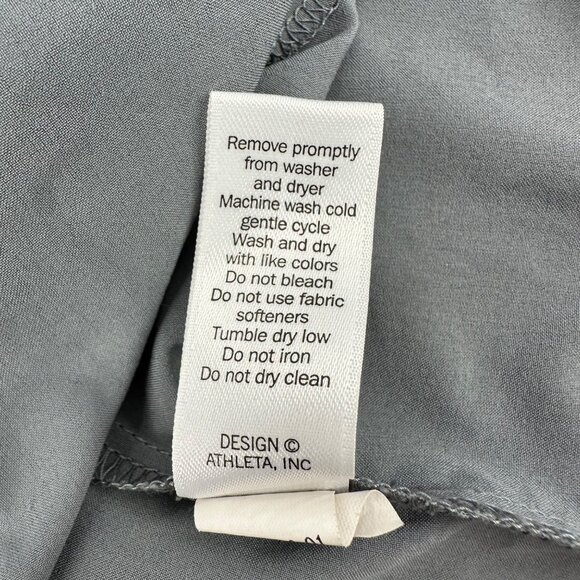 Remove promptly
from washer
and dryer
Machine wash cold
gentle cycle
Wash and dry
with like colors
Do not bleach
Do not use fabric
softeners
Tumble dry low
Do not iron
Do not dry clean
DESIGN ©
ATHLETA, INC